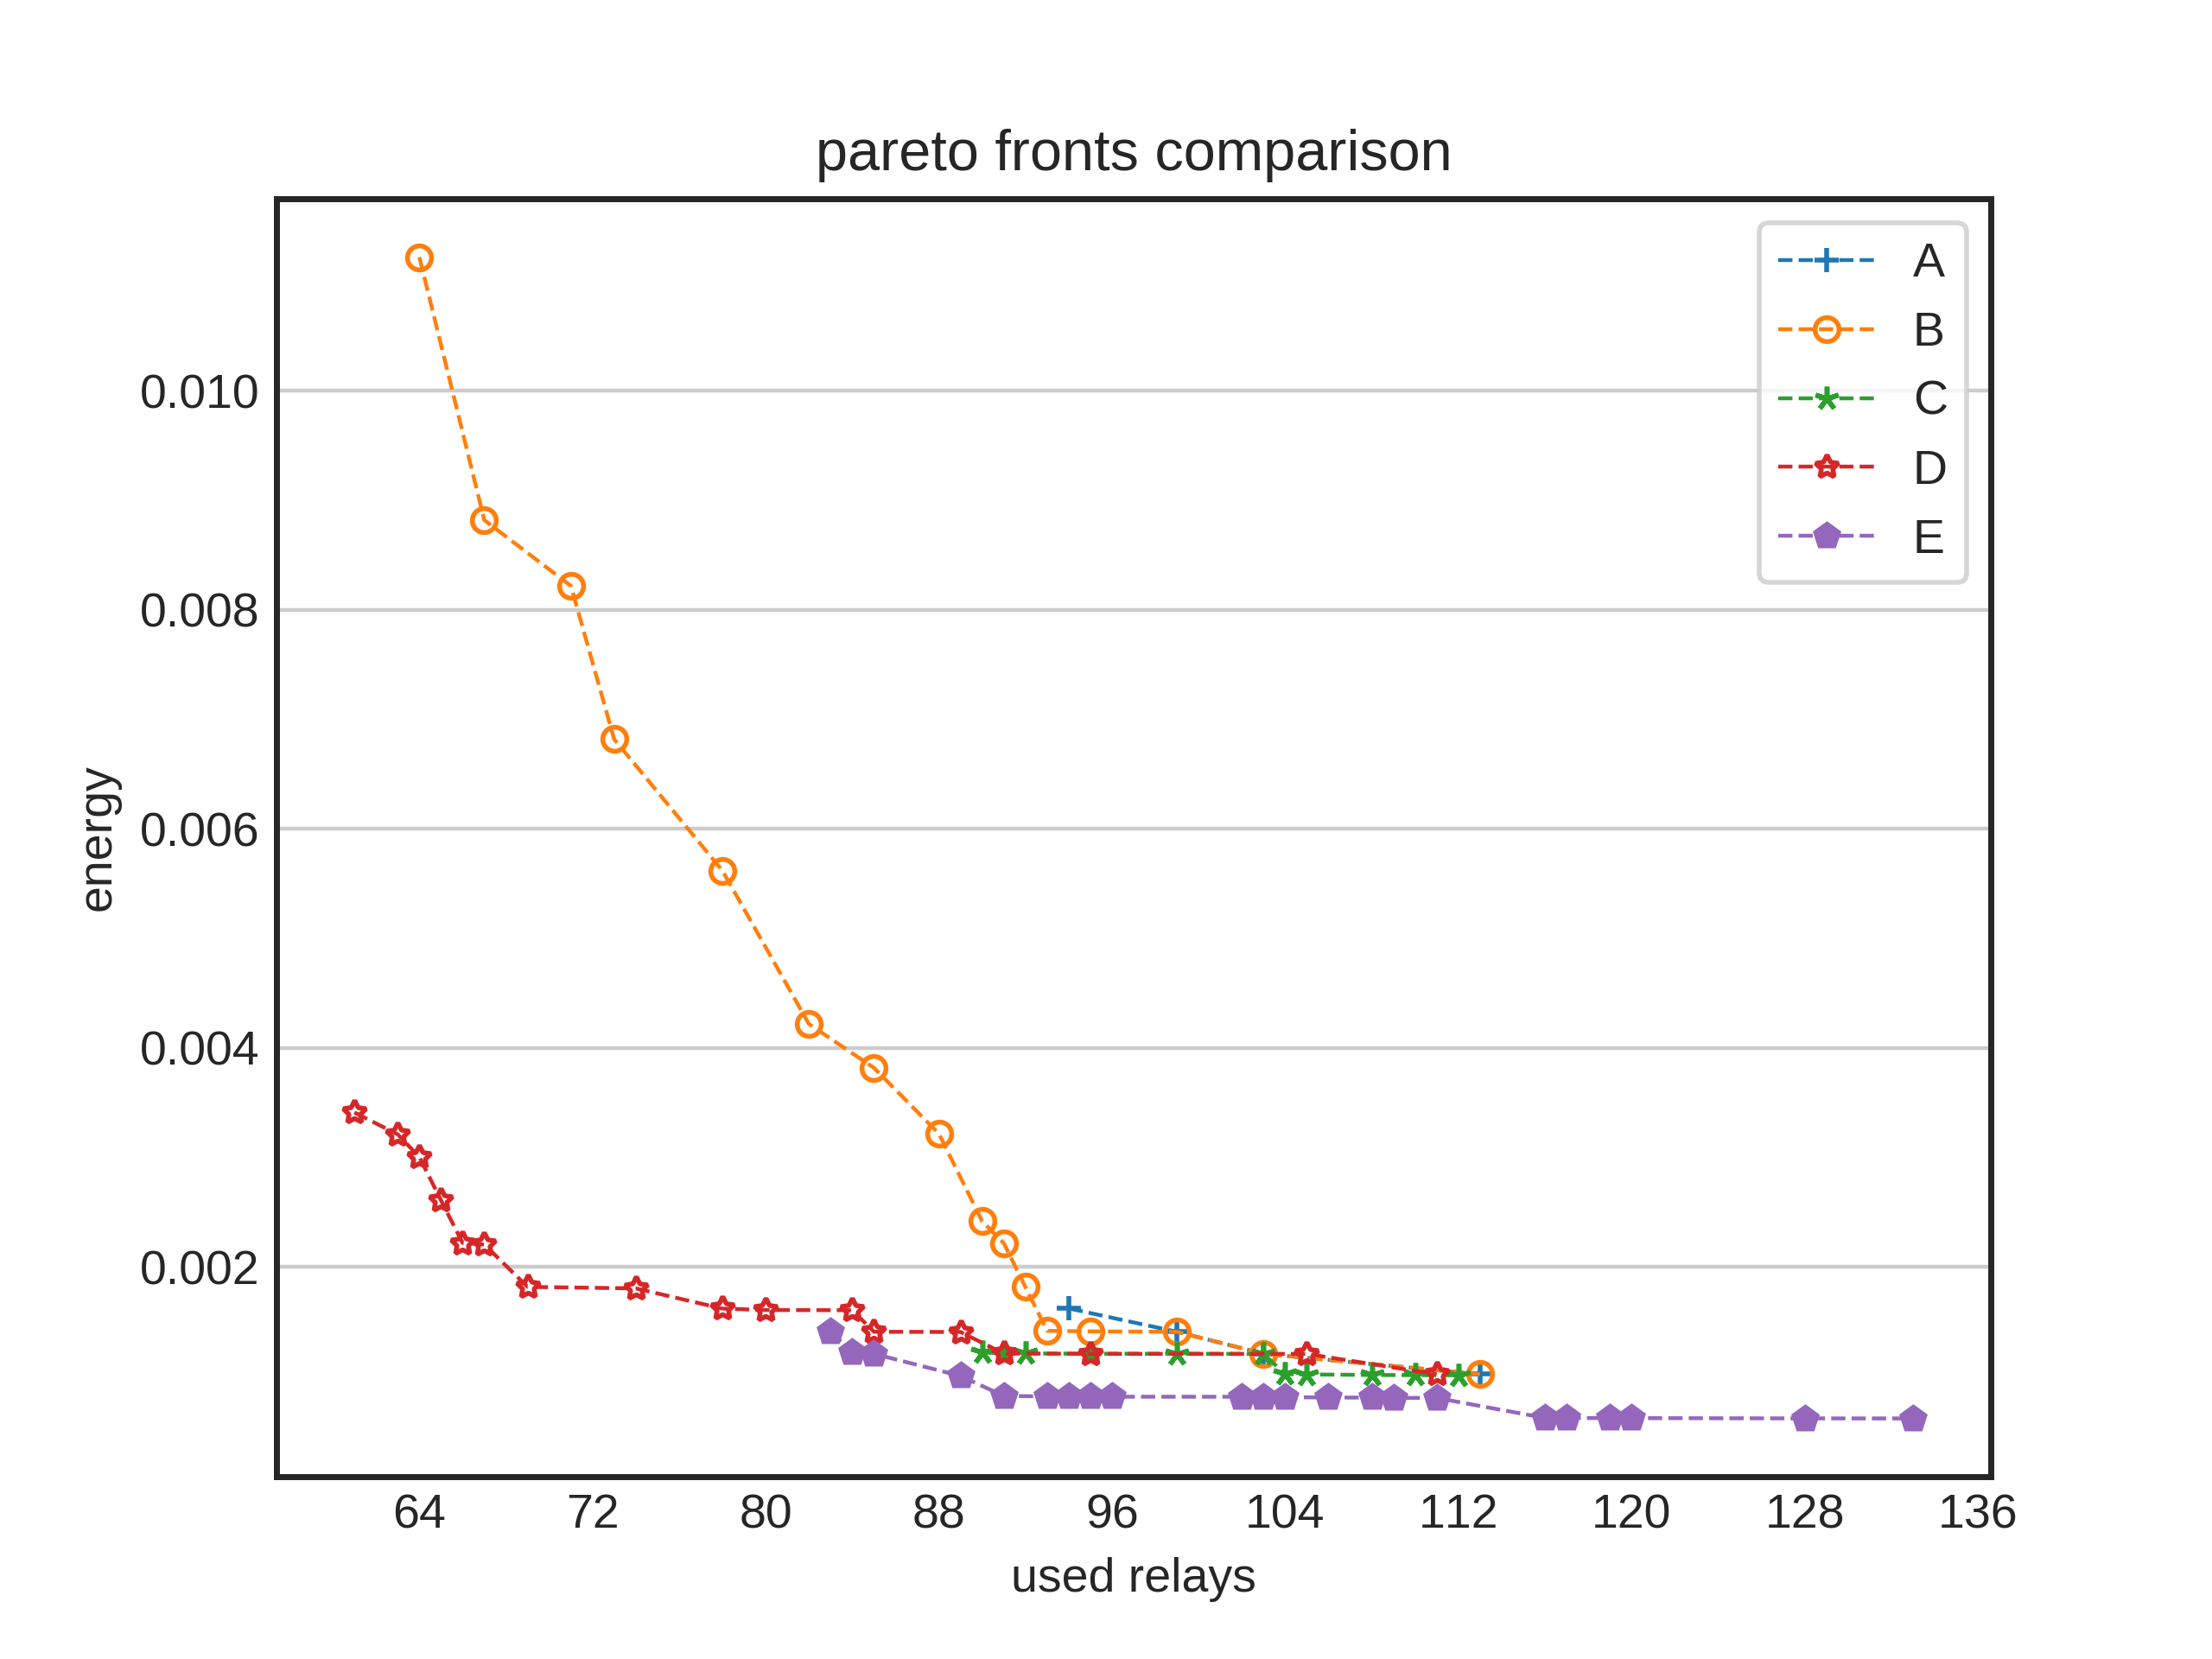 pareto fronts comparison
A
B
C
D
E
0.010
0.008
0.006
0.004
0.002
energy
64 72 80 88 96 104 112 120 128 136
used relays